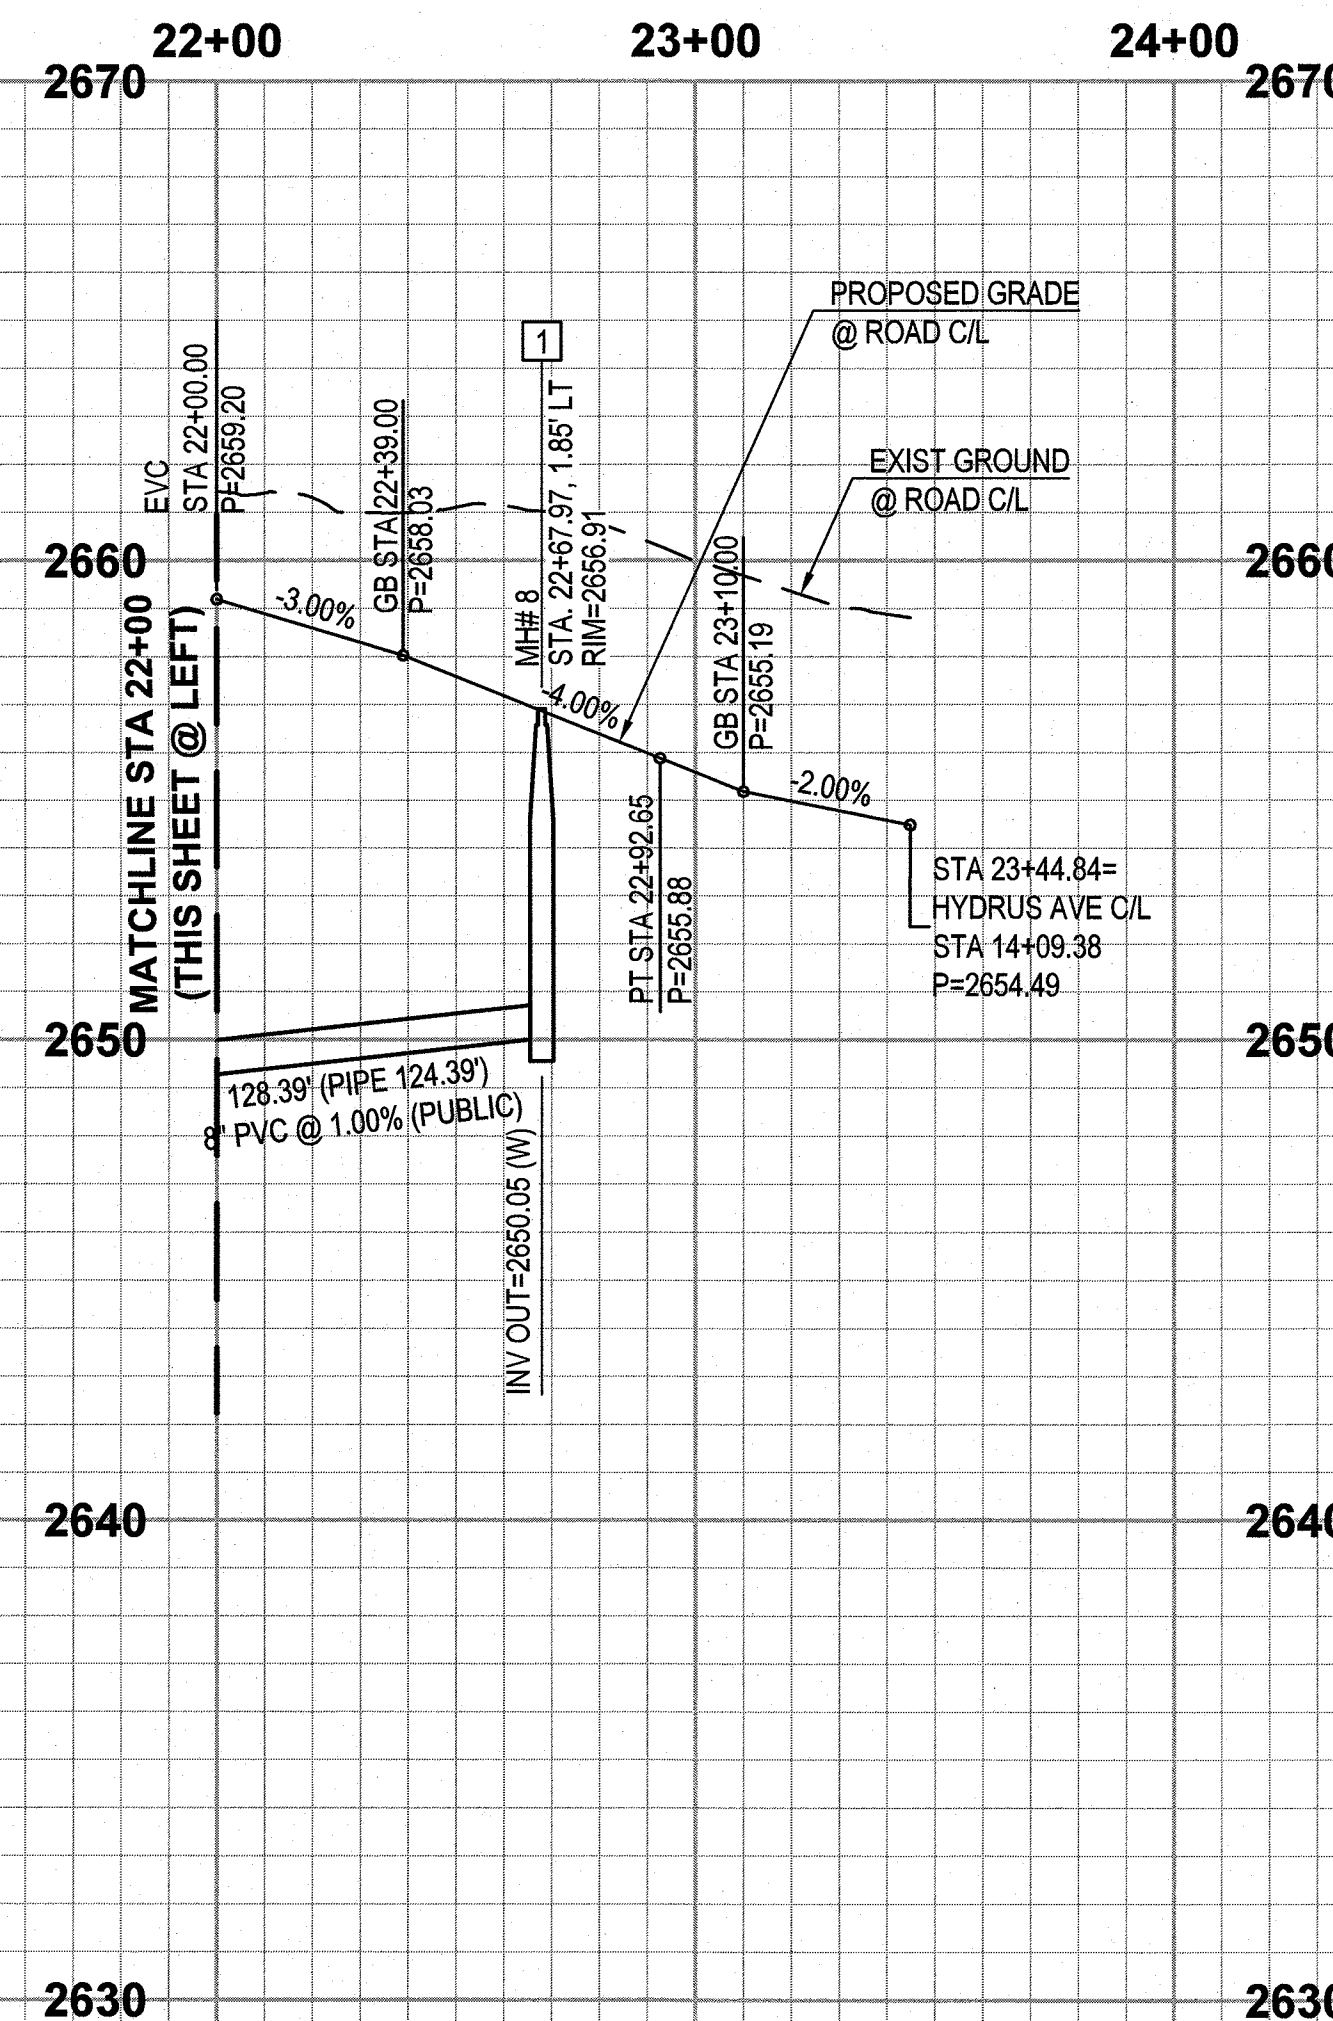 22+00
23+00
24+00
2670
2670
PROPOSED GRADE
@ ROAD C/L
1
EVC
STA 22+00.00
P=2659.20
GB STA 22+39.00
P=2658.03
MH# 8
STA. 22+67.97, 1.85' LT
RIM=2656.91
EXIST GROUND
@ ROAD C/L
2660
2660
GB STA 23+10.00
P=2655.19
-3.00%
-4.00%
-2.00%
MATCHLINE STA 22+00
(THIS SHEET @ LEFT)
PT STA 22+92.65
P=2655.88
STA 23+44.84=
HYDRUS AVE C/L
STA 14+09.38
P=2654.49
2650
2650
128.39' (PIPE 124.39')
8" PVC @ 1.00% (PUBLIC)
INV OUT=2650.05 (W)
2640
2640
2630
2630